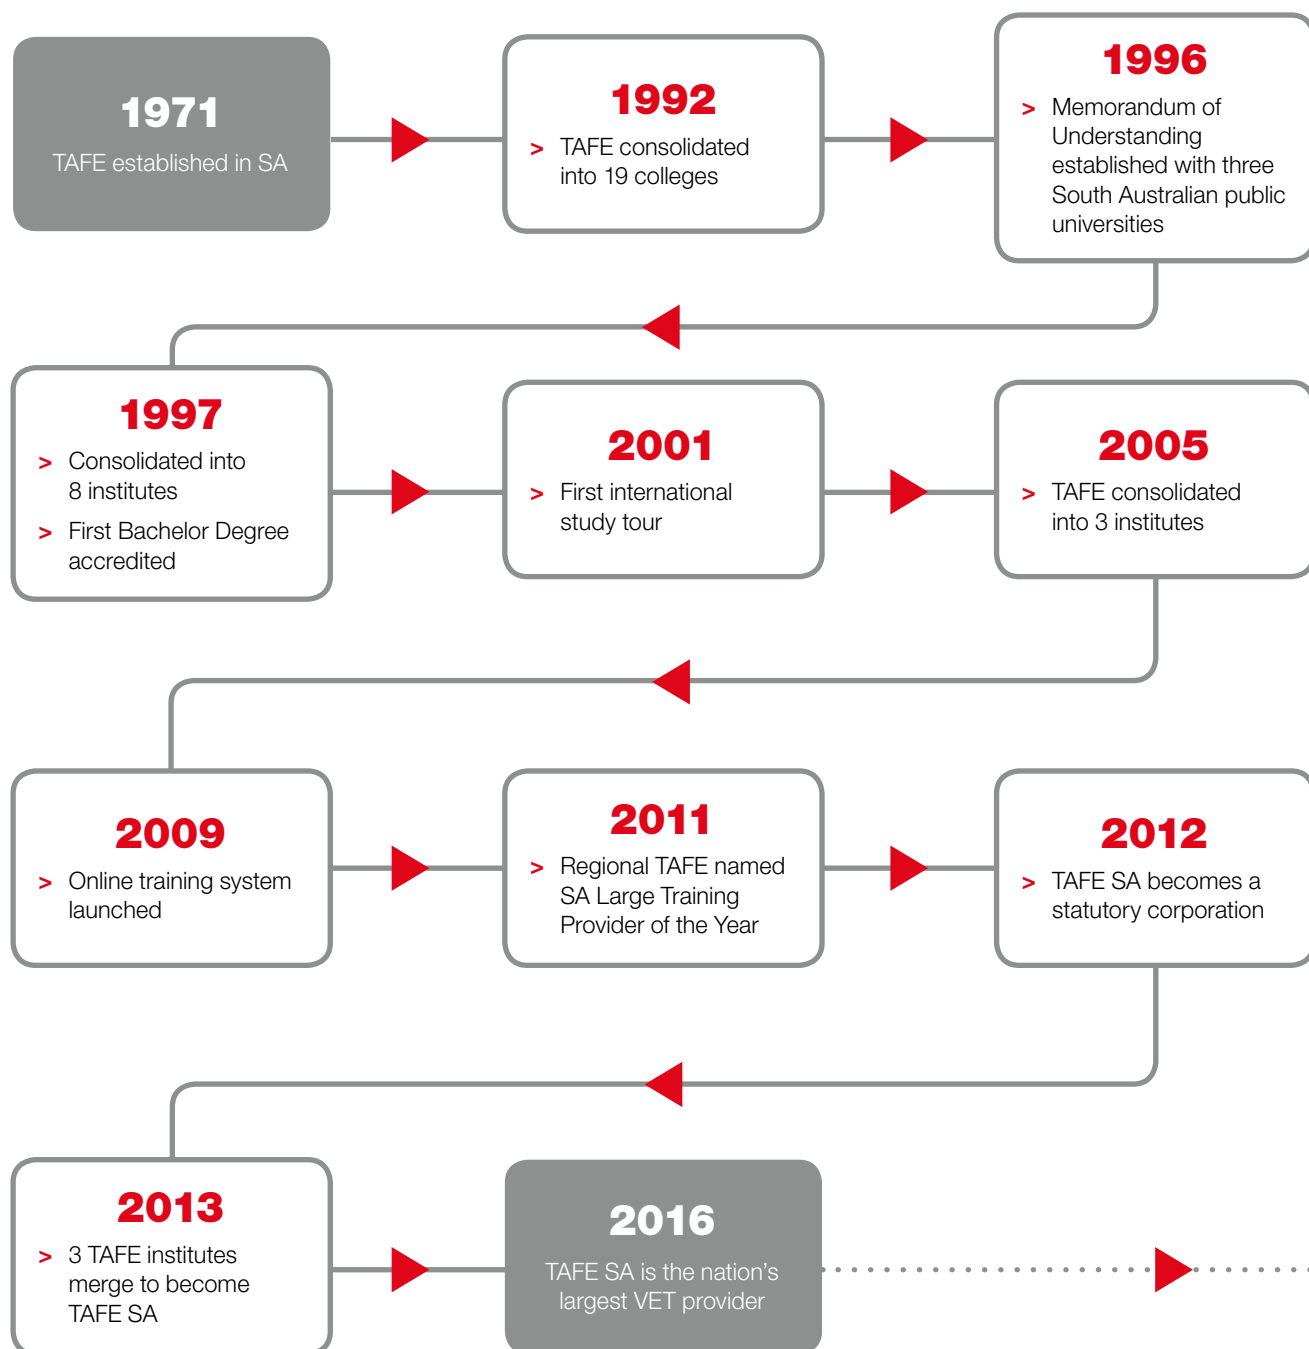 1971
TAFE established in SA
1992
> TAFE consolidated
into 19 colleges
1996
> Memorandum of
Understanding
established with three
South Australian public
universities
1997
> Consolidated into
8 institutes
> First Bachelor Degree
accredited
2001
> First international
study tour
2005
> TAFE consolidated
into 3 institutes
2009
> Online training system
launched
2011
> Regional TAFE named
SA Large Training
Provider of the Year
2012
> TAFE SA becomes a
statutory corporation
2013
> 3 TAFE institutes
merge to become
TAFE SA
2016
TAFE SA is the nation’s
largest VET provider